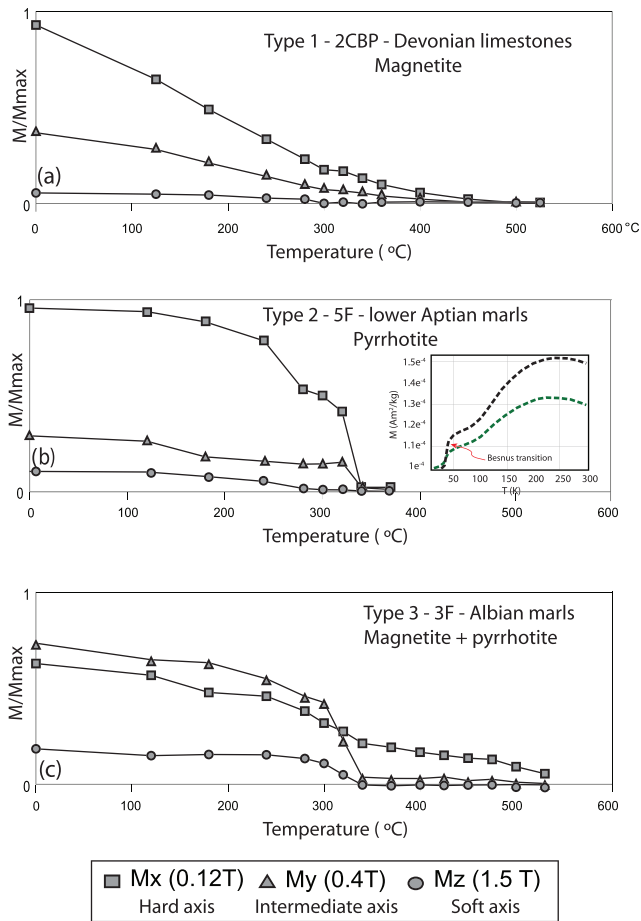 1
Type 1 - 2CBP - Devonian limestones
Magnetite
M/Mmax
(a)
0
0 100 200 300 400 500 600 °C
Temperature ( ºC)
1
Type 2 - 5F - lower Aptian marls
Pyrrhotite
M/Mmax
1.5e-4
1.4e-4
1.3e-4
1.2e-4
1.1e-4
1e-4
M (Am²/kg)
Besnus transition
50 100 150 200 250 300
T (K)
(b)
0
0 100 200 300 400 500 600
Temperature ( ºC)
1
Type 3 - 3F - Albian marls
Magnetite + pyrrhotite
M/Mmax
(c)
0
0 100 200 300 400 500 600
Temperature ( ºC)
Mx (0.12T) My (0.4T) Mz (1.5 T)
Hard axis Intermediate axis Soft axis